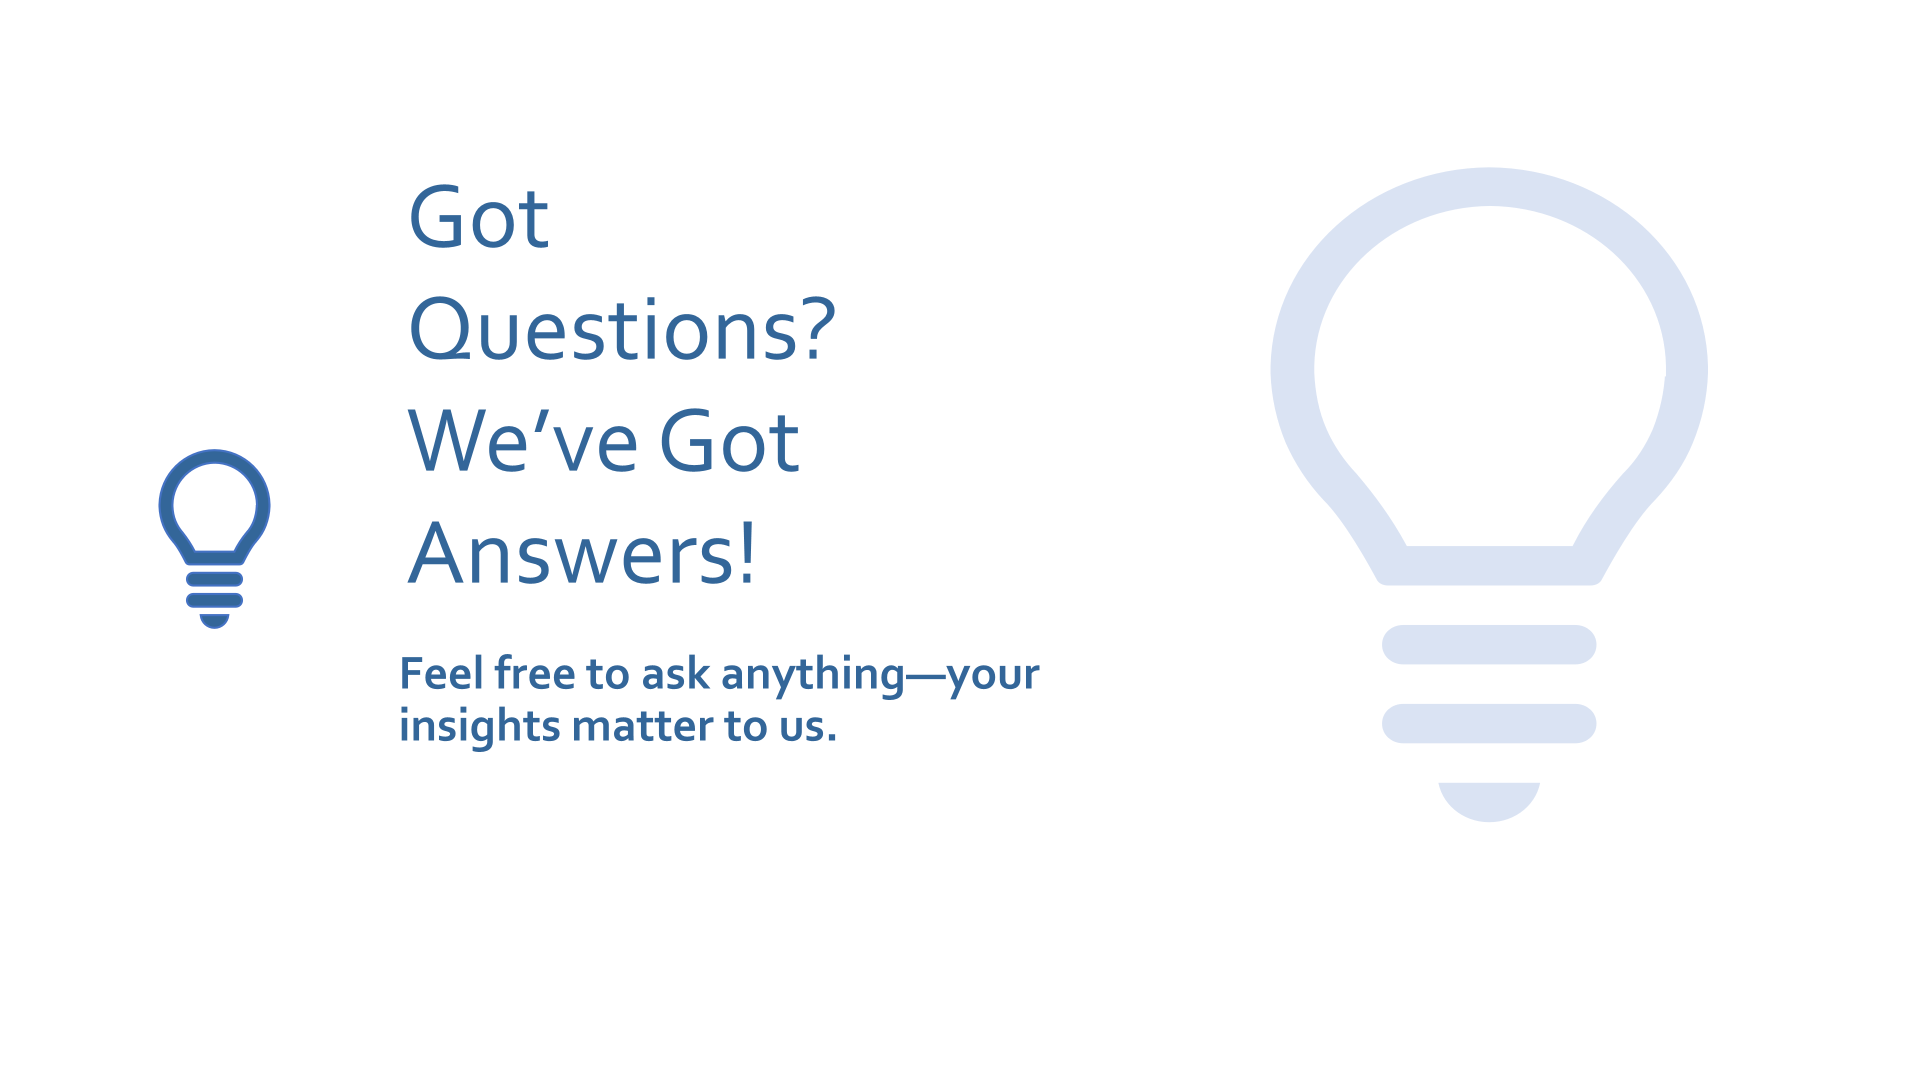 Got
Questions?
We’ve Got
Answers!
Feel free to ask anything—your
insights matter to us.